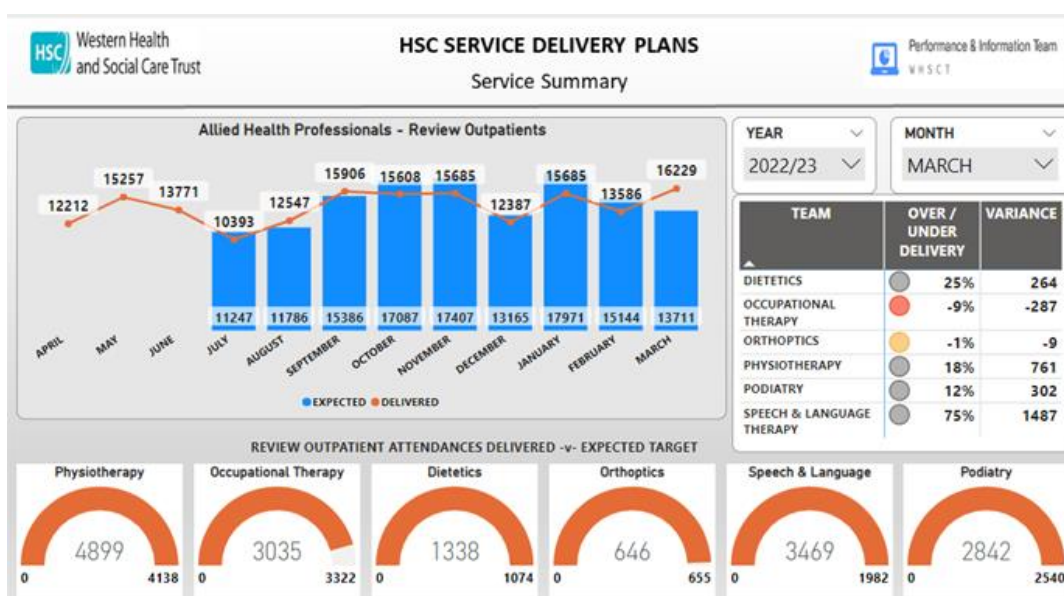 HSC
Western Health
and Social Care Trust
HSC SERVICE DELIVERY PLANS
Service Summary
Performance & Information Team
WHSCT
Allied Health Professionals - Review Outpatients
12212
15257
13771
10393
12547
15906
15608
15685
12387
15685
13586
16229
11247
11786
15386
17087
17407
13165
17971
15144
13711
APRIL
MAY
JUNE
JULY
AUGUST
SEPTEMBER
OCTOBER
NOVEMBER
DECEMBER
JANUARY
FEBRUARY
MARCH
EXPECTED DELIVERED
YEAR
2022/23
MONTH
MARCH
TEAM OVER / VARIANCE
UNDER
DELIVERY
DIETETICS 25% 264
OCCUPATIONAL -9% -287
THERAPY
ORTHOPTICS -1% -9
PHYSIOTHERAPY 18% 761
PODIATRY 12% 302
SPEECH & LANGUAGE 75% 1487
THERAPY
REVIEW OUTPATIENT ATTENDANCES DELIVERED -v- EXPECTED TARGET
Physiotherapy
4899
0 4138
Occupational Therapy
3035
0 3322
Dietetics
1338
0 1074
Orthoptics
646
0 655
Speech & Language
3469
0 1982
Podiatry
2842
0 2540